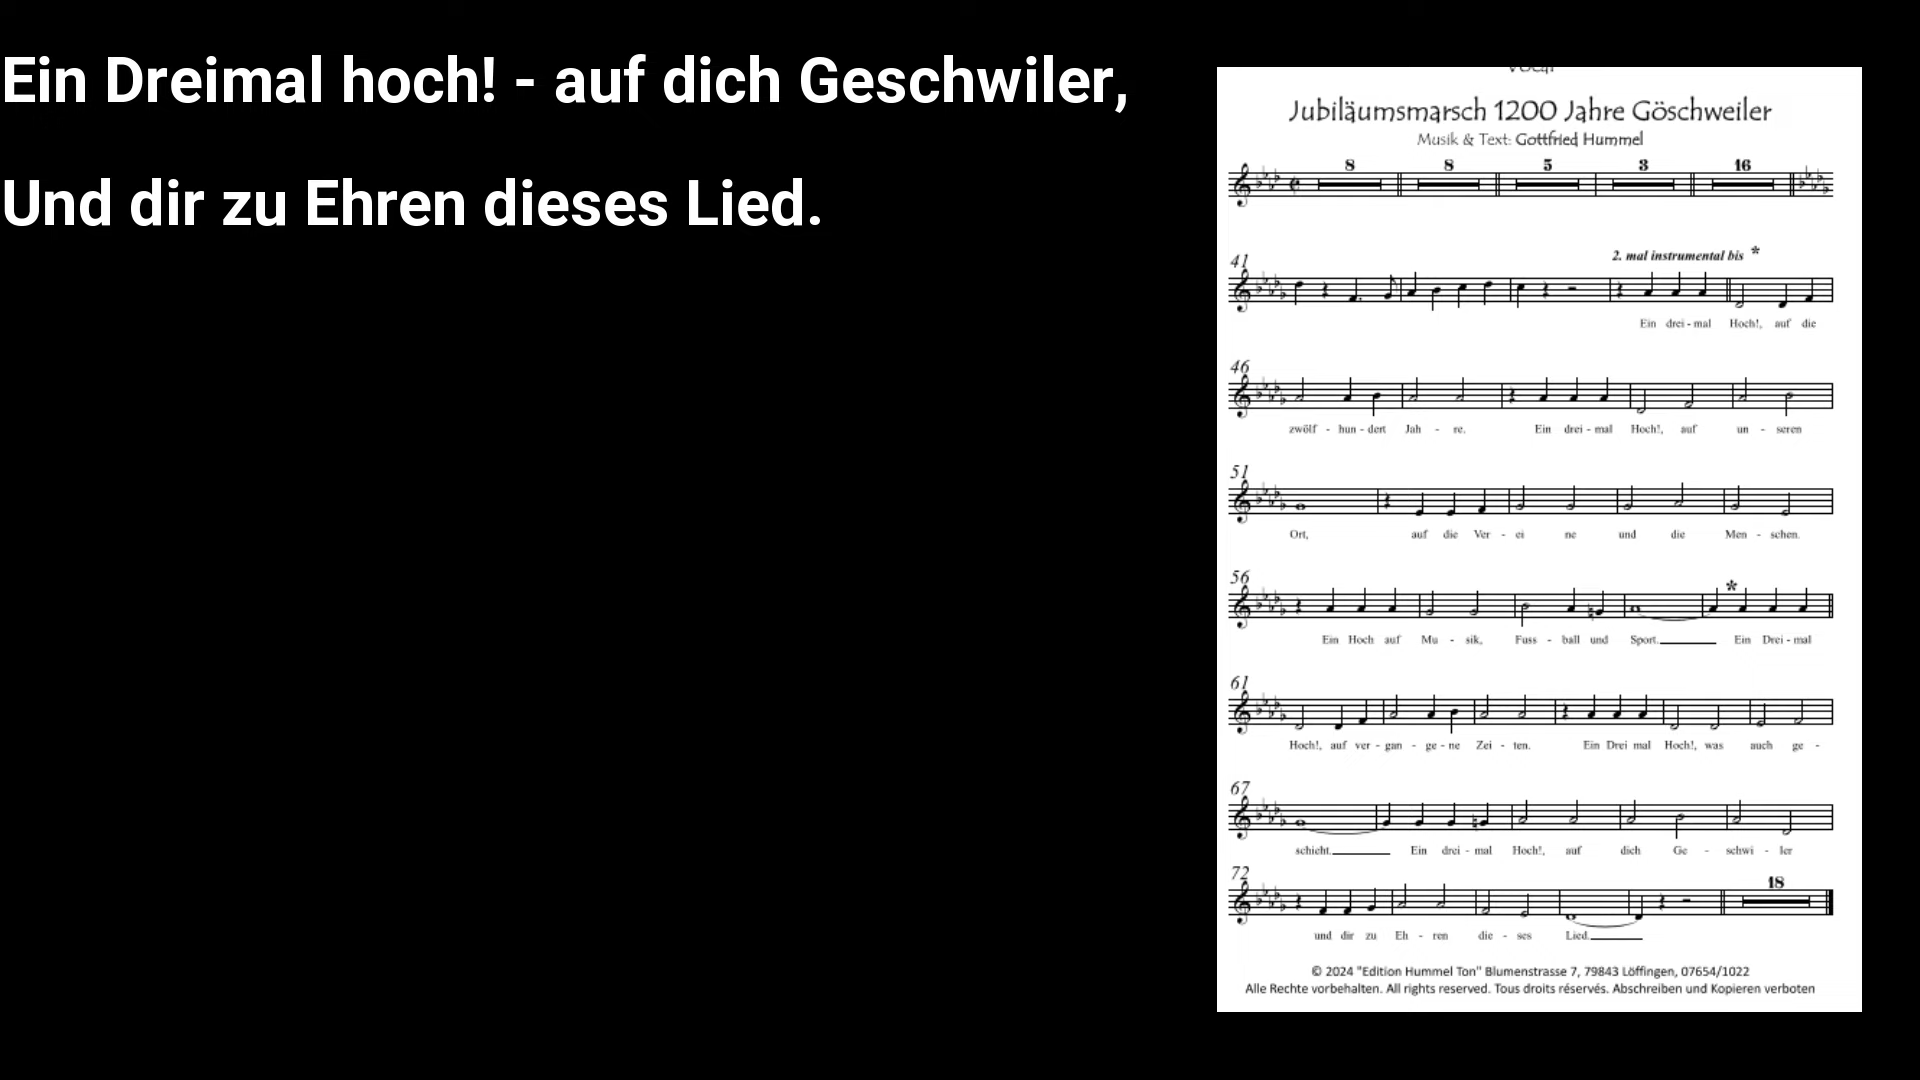 Ein Dreimal hoch! - auf dich Geschwiler,
Und dir zu Ehren dieses Lied.
Jubiläumsmarsch 1200 Jahre Göschweiler
Musik & Text: Gottfried Hummel
8 8 5 3 16
41
2. mal instrumental bis *
Ein drei - mal Hoch!, auf die
46
zwölf - hun - dert Jah - re. Ein drei - mal Hoch!, auf un - seren
51
Ort, auf die Ver - ei ne und die Men - schen.
56
*
Ein Hoch auf Mu - sik, Fuss - ball und Sport. Ein Drei - mal
61
Hoch!, auf ver - gan - ge - ne Zei - ten. Ein Drei mal Hoch!, was auch ge -
67
schieht. Ein drei - mal Hoch!, auf dich Ge - schwi - ler
72
18
und dir zu Eh - ren die - ses Lied.
© 2024 "Edition Hummel Ton" Blumenstrasse 7, 79843 Löffingen, 07654/1022
Alle Rechte vorbehalten. All rights reserved. Tous droits réservés. Abschreiben und Kopieren verboten